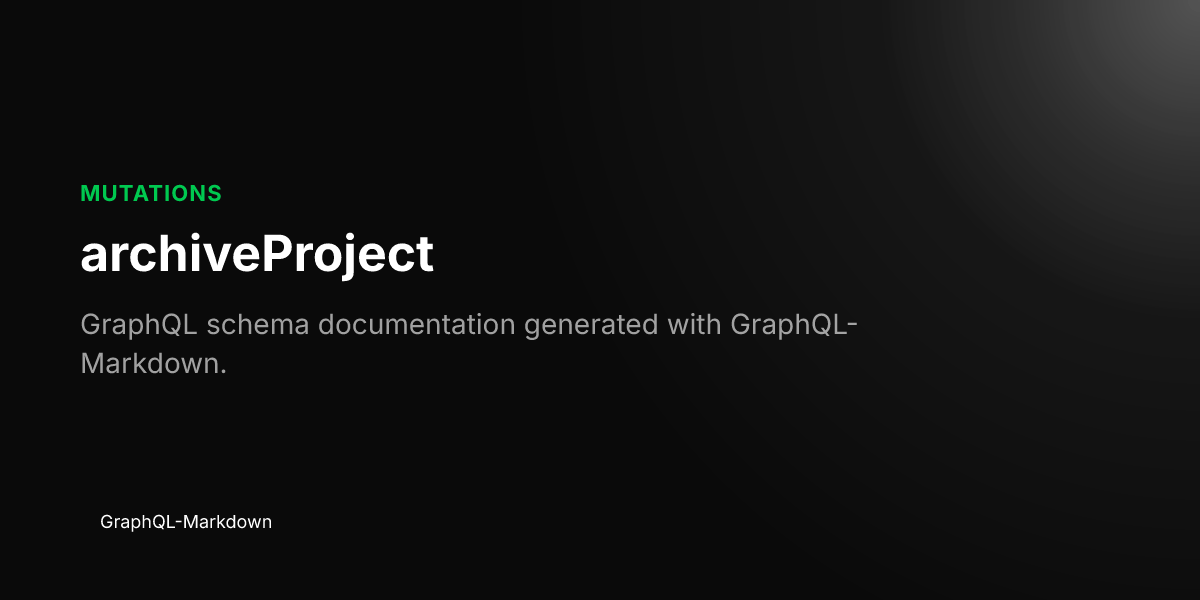 MUTATIONS
archiveProject
GraphQL schema documentation generated with GraphQL-
Markdown.
GraphQL-Markdown